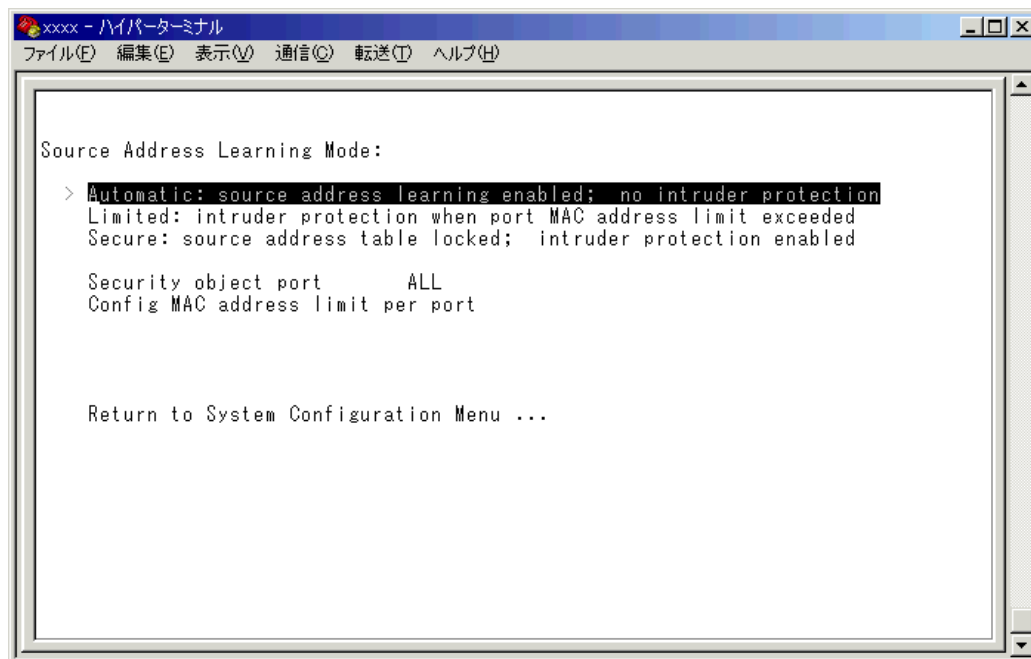 xxxx - ハイパーターミナル
ファイル(F) 編集(E) 表示(V) 通信(C) 転送(T) ヘルプ(H)
Source Address Learning Mode:
> Automatic: source address learning enabled; no intruder protection
Limited: intruder protection when port MAC address limit exceeded
Secure: source address table locked; intruder protection enabled
Security object port ALL
Config MAC address limit per port
Return to System Configuration Menu ...